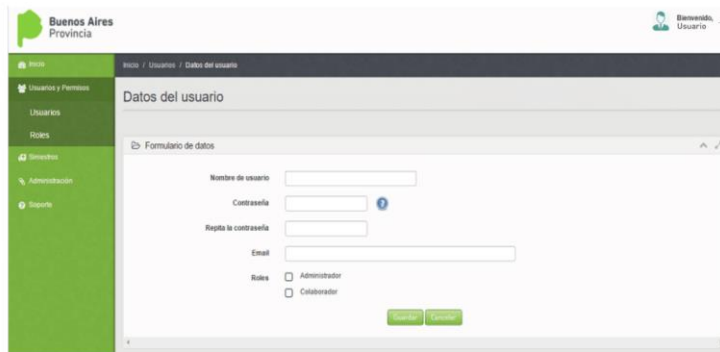 Buenos Aires
Provincia
Bienvenido,
Usuario
Inicio
Usuarios y Permisos
Usuarios
Roles
Siniestros
Administración
Soporte
Inicio / Usuarios / Datos del usuario
Datos del usuario
Formulario de datos
Nombre de usuario
Contraseña
?
Repita la contraseña
Email
Roles
Administrador
Colaborador
Guardar
Cancelar